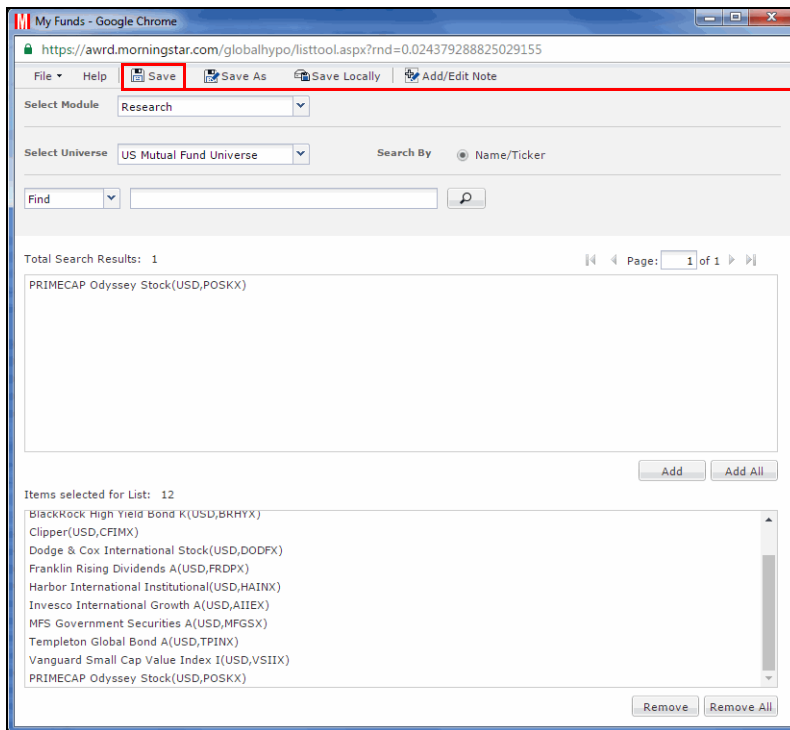 My Funds - Google Chrome
https://awrd.morningstar.com/globalhypo/listtool.aspx?rnd=0.024379288825029155
File Help Save Save As Save Locally Add/Edit Note
Select Module Research
Select Universe US Mutual Fund Universe Search By Name/Ticker
Find
Total Search Results: 1 Page: 1 of 1
PRIMECAP Odyssey Stock(USD,POSKX)
Add Add All
Items selected for List: 12
BlackRock High Yield Bond K(USD,BRHYX)
Clipper(USD,CFIMX)
Dodge & Cox International Stock(USD,DODFX)
Franklin Rising Dividends A(USD,FRDPX)
Harbor International Institutional(USD,HAINX)
Invesco International Growth A(USD,AIIEX)
MFS Government Securities A(USD,MFGSX)
Templeton Global Bond A(USD,TPINX)
Vanguard Small Cap Value Index I(USD,VSIIX)
PRIMECAP Odyssey Stock(USD,POSKX)
Remove Remove All